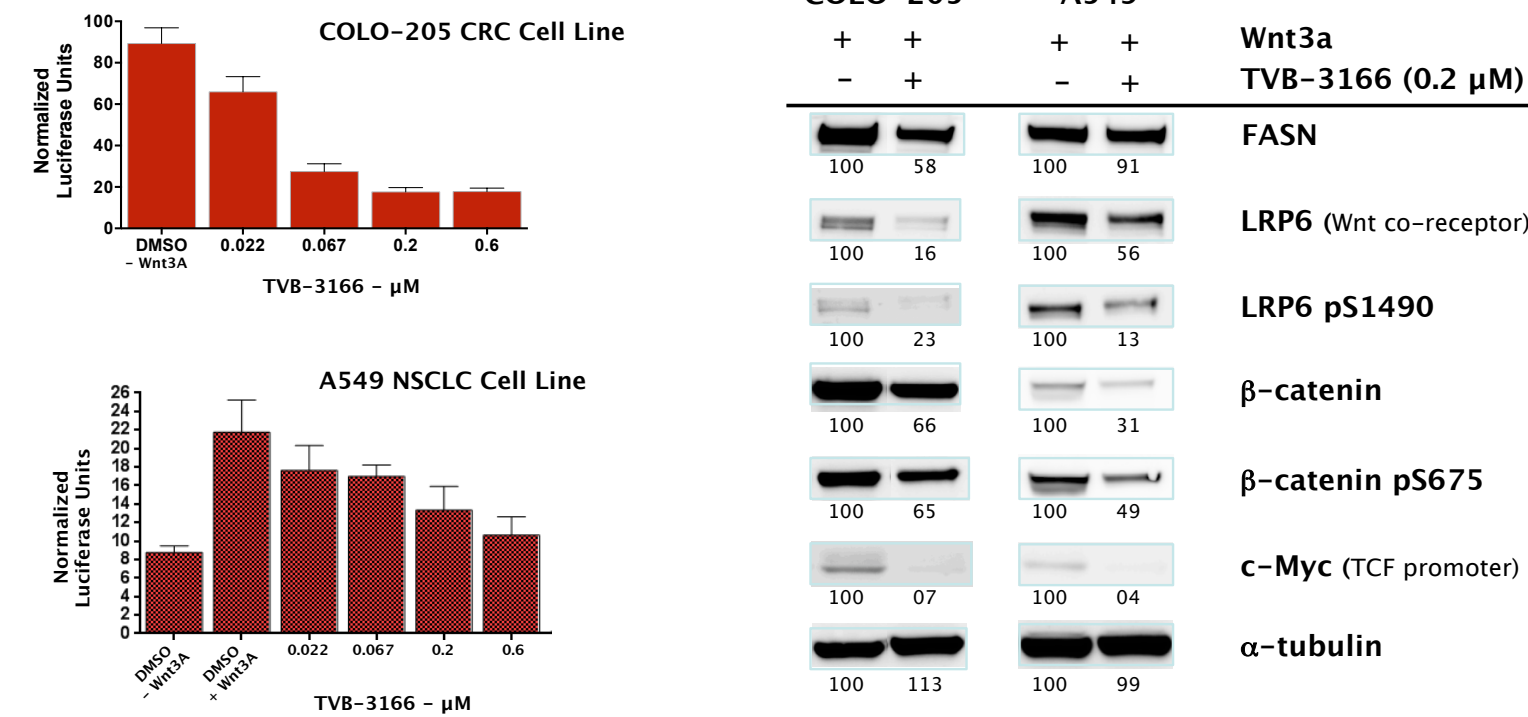 COLO-205 CRC Cell Line
Normalized
Luciferase Units
100
80
60
40
20
0
DMSO 0.022 0.067 0.2 0.6
- Wnt3A
TVB-3166 - μM
A549 NSCLC Cell Line
Normalized
Luciferase Units
26
24
22
20
18
16
14
12
10
8
6
4
2
0
DMSO
- Wnt3A
DMSO
+ Wnt3A
0.022 0.067 0.2 0.6
TVB-3166 - μM
COLO-205 A549
+ + + + Wnt3a
- + - + TVB-3166 (0.2 μM)
FASN
100 58 100 91
LRP6 (Wnt co-receptor)
100 16 100 56
LRP6 pS1490
100 23 100 13
β-catenin
100 66 100 31
β-catenin pS675
100 65 100 49
c-Myc (TCF promoter)
100 07 100 04
α-tubulin
100 113 100 99